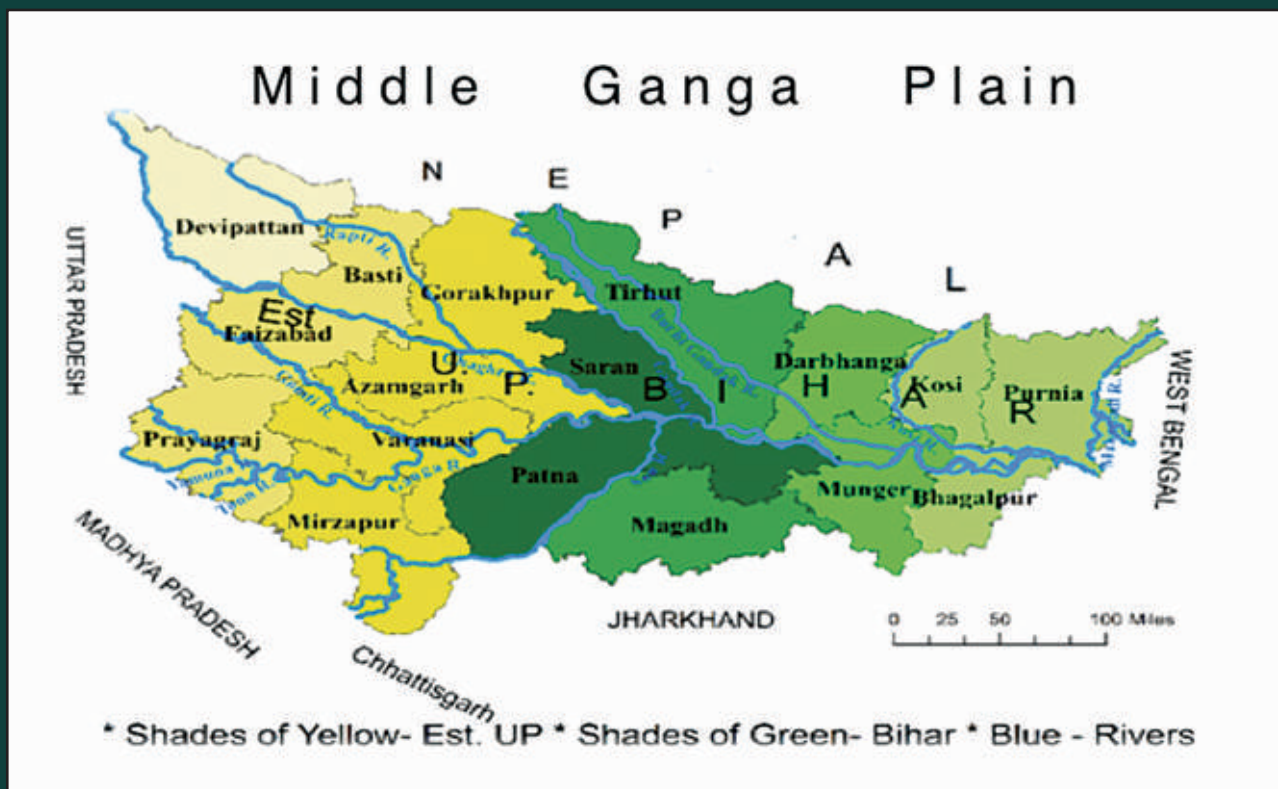 Middle Ganga Plain
N E P A L
UTTAR PRADESH
Devipattan
Rapti R.
Basti
Gorakhpur
Tirhut
Est
Faizabad
U. P.
Azamgarh
Saran
B I H A R
Darbhanga
Kosi
Purnia
WEST BENGAL
Gomti R.
Prayagraj
Varanasi
Yamuna R.
Ganga R.
Patna
Munger
Bhagalpur
Mirzapur
Magadh
MADHYA PRADESH
JHARKHAND
0 25 50 100 Miles
Chhattisgarh
* Shades of Yellow- Est. UP * Shades of Green- Bihar * Blue - Rivers